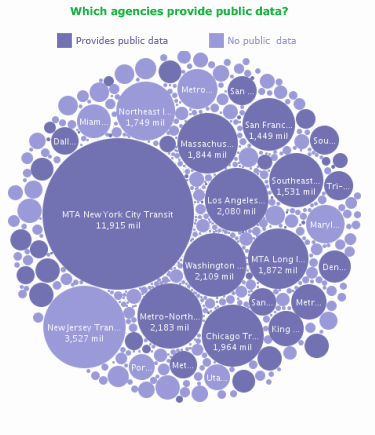 Which agencies provide public data?
Provides public data
No public data
Metro...
San ...
Northeast I...
1,749 mil
Miam...
San Franc...
1,449 mil
Dall...
Massachus...
1,844 mil
Sou...
Southeast...
1,531 mil
Tri-...
Los Angeles...
2,080 mil
MTA New York City Transit
11,915 mil
Maryl...
Washington ...
2,109 mil
MTA Long I...
1,872 mil
Den...
San...
Metr...
Metro-North...
2,183 mil
New Jersey Tran...
3,527 mil
Chicago Tr...
1,964 mil
King ...
Por...
Met...
Uta...